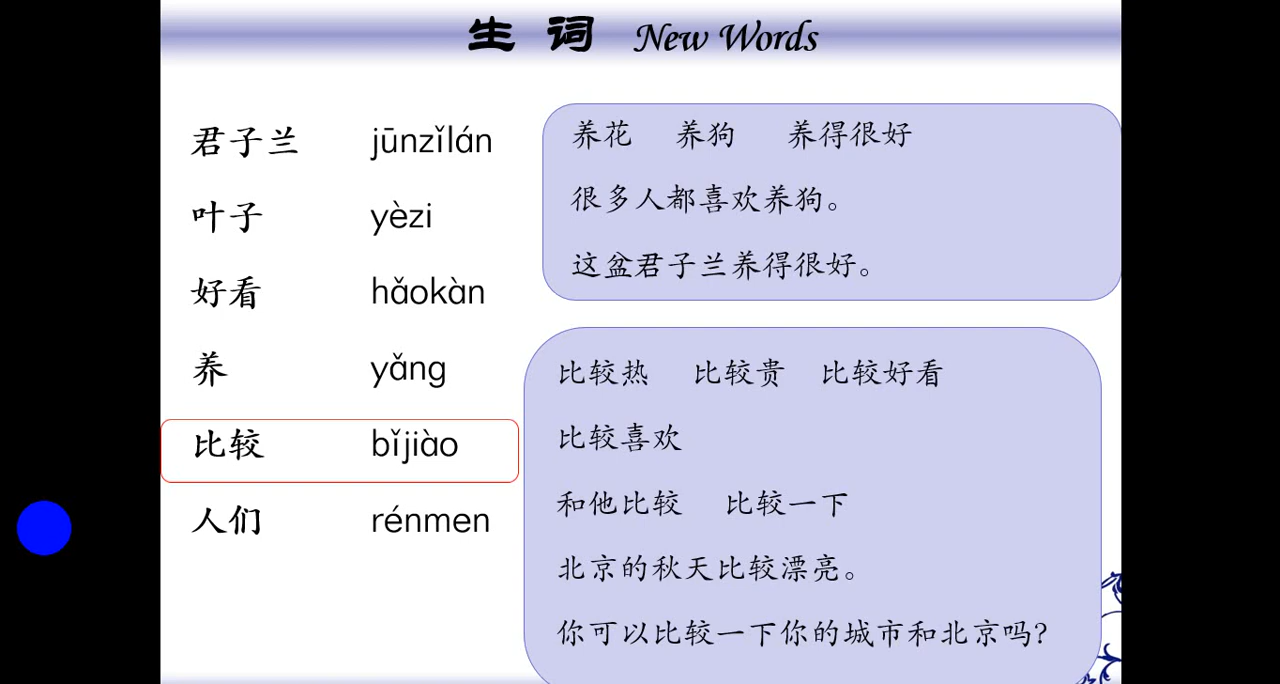 生 词 New Words
君子兰 jūnzǐlán
叶子 yèzi
好看 hǎokàn
养 yǎng
比较 bǐjiào
人们 rénmen
养花 养狗 养得很好
很多人都喜欢养狗。
这盆君子兰养得很好。
比较热 比较贵 比较好看
比较喜欢
和他比较 比较一下
北京的秋天比较漂亮。
你可以比较一下你的城市和北京吗?